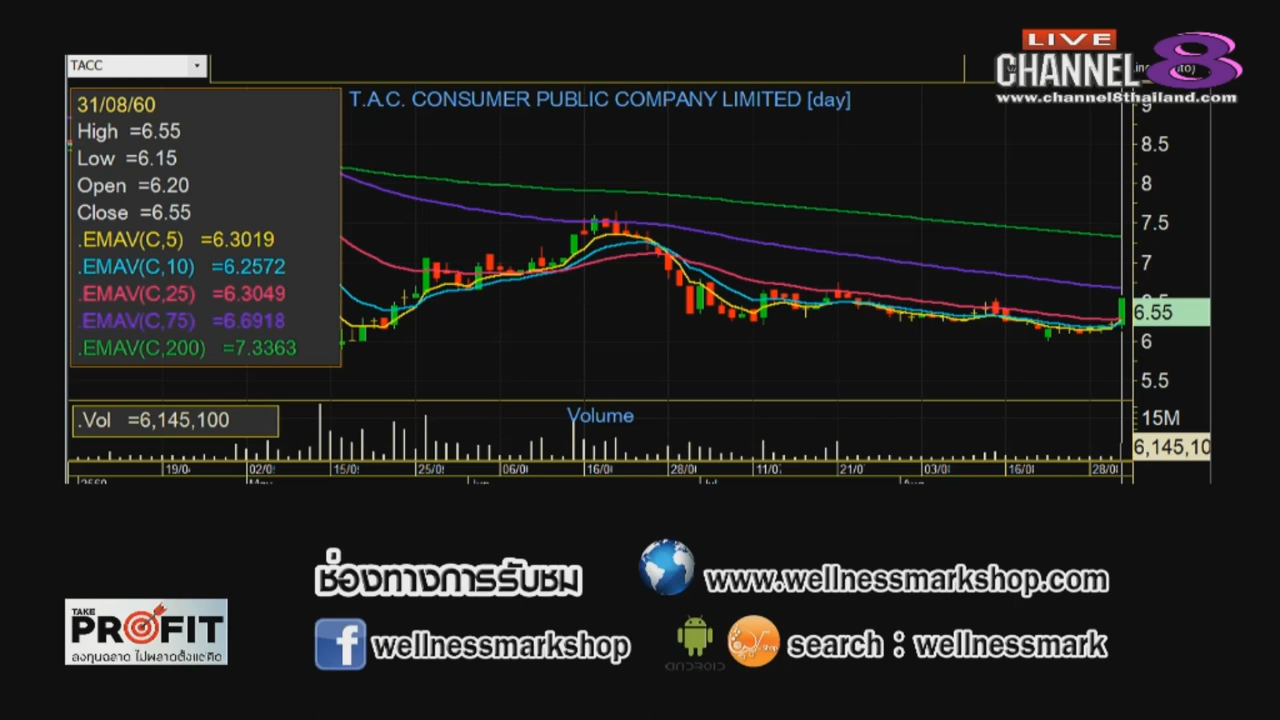 TACC
LIVE
CHANNEL 8
www.channel8thailand.com
T.A.C. CONSUMER PUBLIC COMPANY LIMITED [day]
31/08/60
High =6.55
Low =6.15
Open =6.20
Close =6.55
.EMAV(C,5) =6.3019
.EMAV(C,10) =6.2572
.EMAV(C,25) =6.3049
.EMAV(C,75) =6.6918
.EMAV(C,200) =7.3363
9
8.5
8
7.5
7
6.55
6
5.5
.Vol =6,145,100
Volume
15M
6,145,10
19/0 02/0 15/0 25/0 06/0 16/0 28/0 11/0 21/0 03/0 16/0 28/0
ช่องทางการรับชม
www.wellnessmarkshop.com
TAKE
PROFIT
ลงทุนฉลาด ไม่พลาดตั้งแต่คิด
wellnessmarkshop
ANDROID
search : wellnessmark